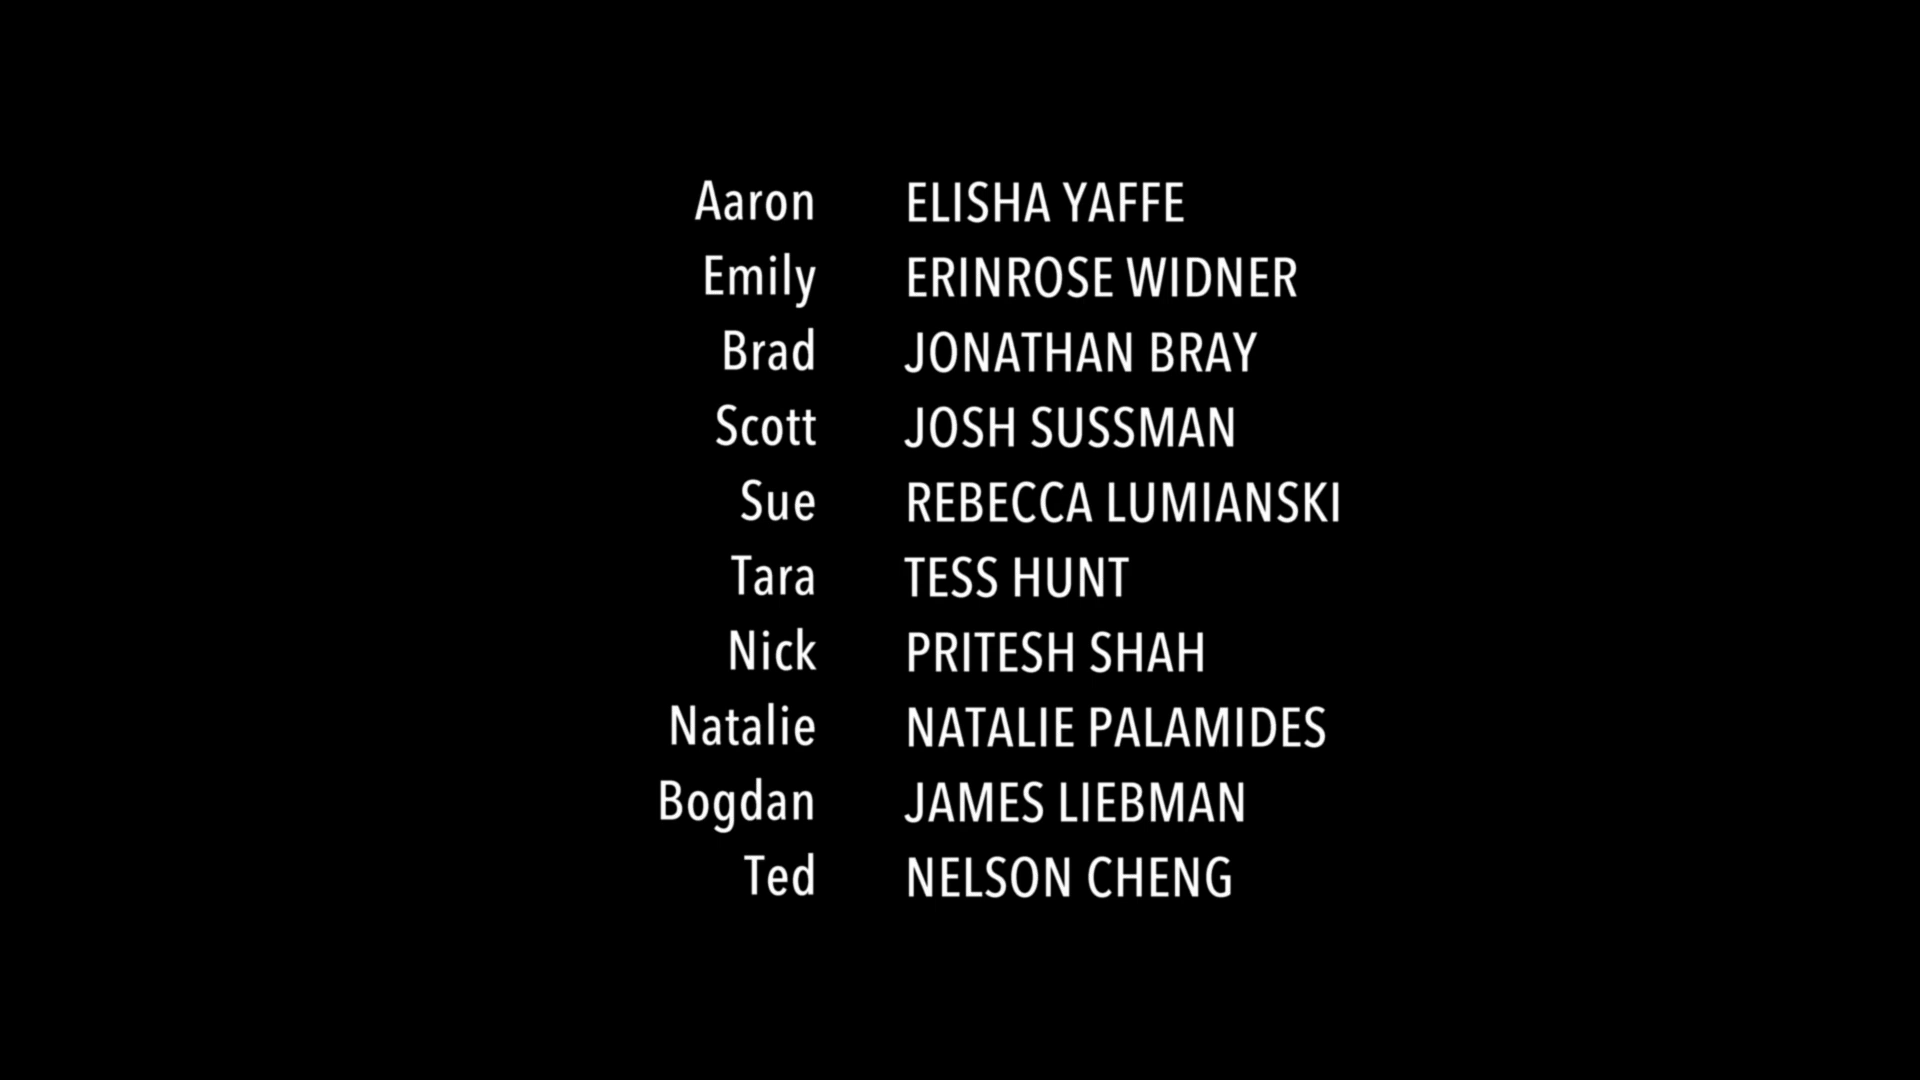 Aaron ELISHA YAFFE
Emily ERINROSE WIDNER
Brad JONATHAN BRAY
Scott JOSH SUSSMAN
Sue REBECCA LUMIANSKI
Tara TESS HUNT
Nick PRITESH SHAH
Natalie NATALIE PALAMIDES
Bogdan JAMES LIEBMAN
Ted NELSON CHENG